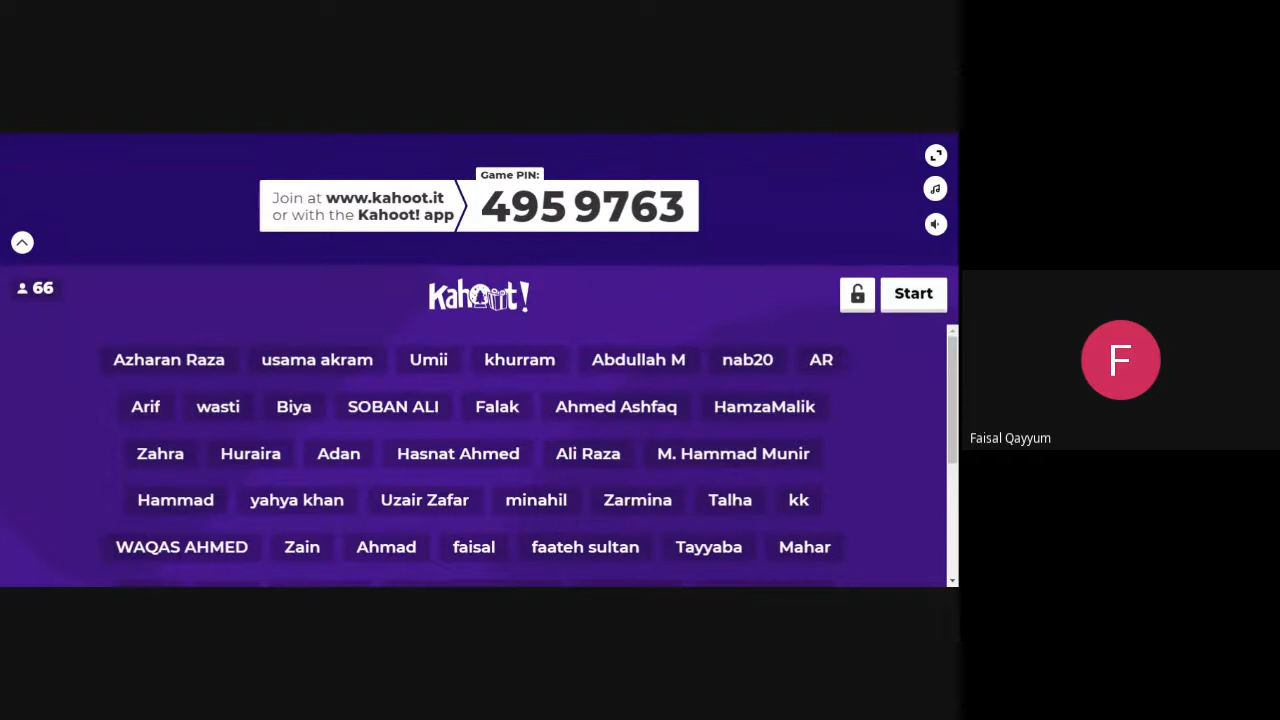 Game PIN:
Join at www.kahoot.it
or with the Kahoot! app
495 9763
66
Kahoot!
Start
Azharan Raza usama akram Umii khurram Abdullah M nab20 AR
Arif wasti Biya SOBAN ALI Falak Ahmed Ashfaq HamzaMalik
Zahra Huraira Adan Hasnat Ahmed Ali Raza M. Hammad Munir
Hammad yahya khan Uzair Zafar minahil Zarmina Talha kk
WAQAS AHMED Zain Ahmad faisal faateh sultan Tayyaba Mahar
F
Faisal Qayyum